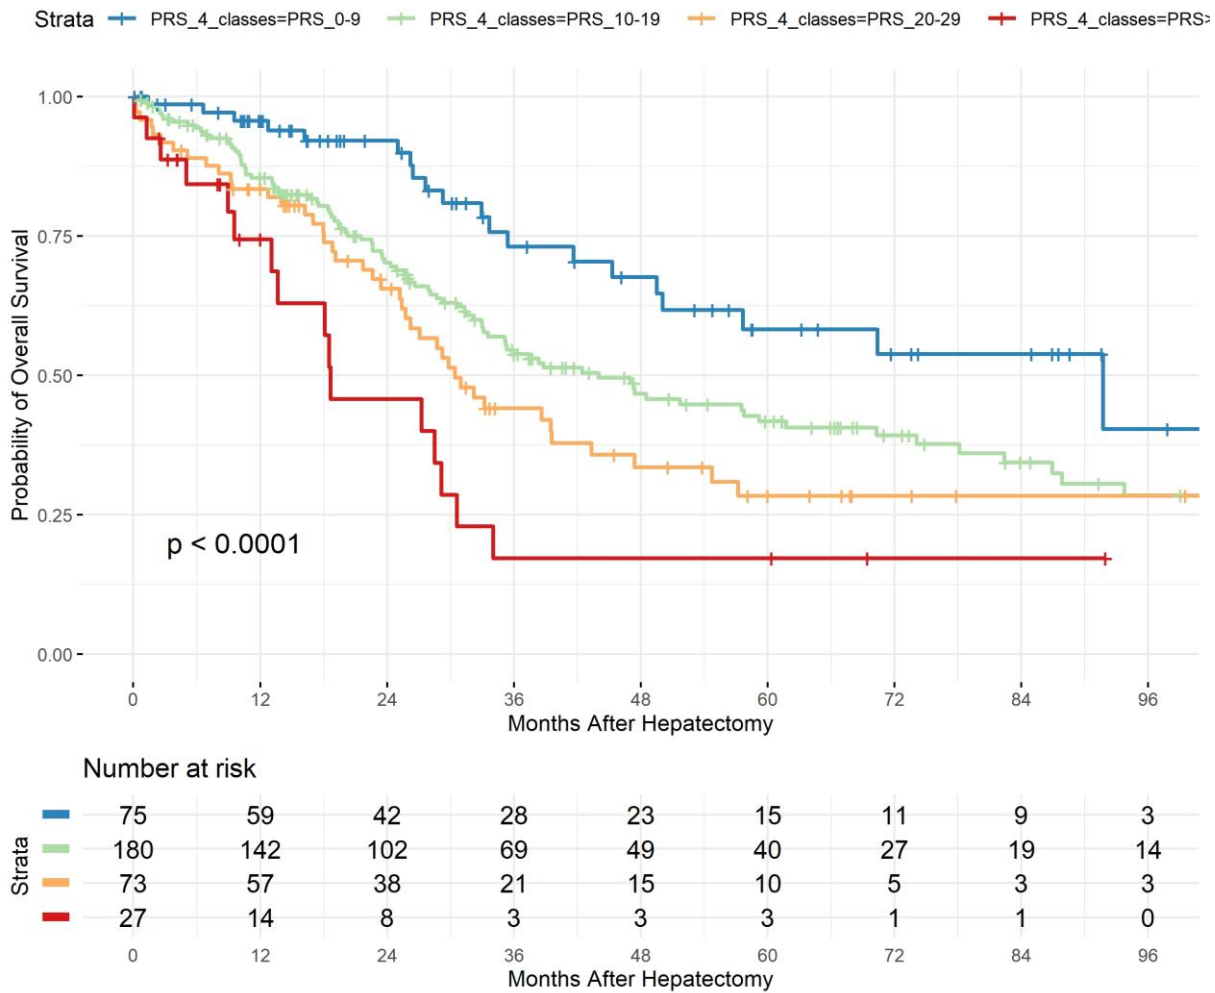 Strata PRS_4_classes=PRS_0-9 PRS_4_classes=PRS_10-19 PRS_4_classes=PRS_20-29 PRS_4_classes=PRS>
Probability of Overall Survival
1.00
0.75
0.50
0.25
0.00
p < 0.0001
0 12 24 36 48 60 72 84 96
Months After Hepatectomy
Number at risk
Strata
75 59 42 28 23 15 11 9 3
180 142 102 69 49 40 27 19 14
73 57 38 21 15 10 5 3 3
27 14 8 3 3 3 1 1 0
0 12 24 36 48 60 72 84 96
Months After Hepatectomy